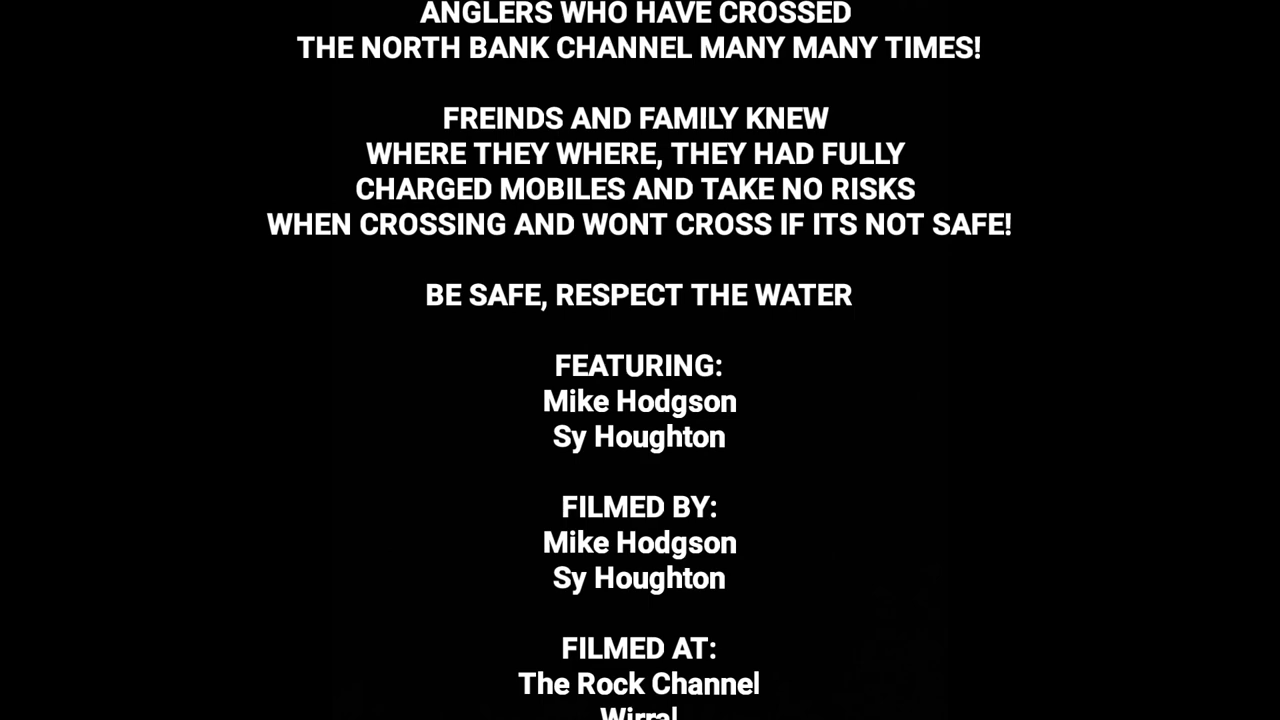 ANGLERS WHO HAVE CROSSED
THE NORTH BANK CHANNEL MANY MANY TIMES!
FREINDS AND FAMILY KNEW
WHERE THEY WHERE, THEY HAD FULLY
CHARGED MOBILES AND TAKE NO RISKS
WHEN CROSSING AND WONT CROSS IF ITS NOT SAFE!
BE SAFE, RESPECT THE WATER
FEATURING:
Mike Hodgson
Sy Houghton
FILMED BY:
Mike Hodgson
Sy Houghton
FILMED AT:
The Rock Channel
Wirral